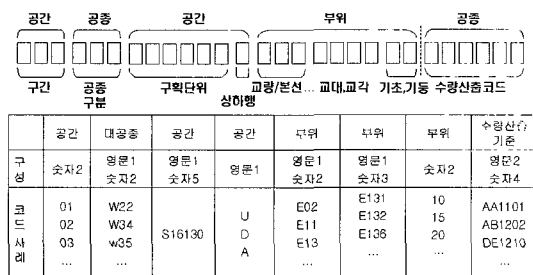 공간 공종 공간 부위 공종
구간 공종 구분 구획단위 상하행 교량/본선... 교대,교각 기초,기둥 수량산출코드
공간 대공종 공간 공간 부위 부위 부위 수량산출 기준
구성 숫자2 영문1 숫자2 영문1 숫자5 영문1 영문1 숫자2 영문1 숫자3 숫자2 영문2 숫자4
코드 사례
01 W22 S16130 U E02 E131 10 AA1101
02 W34 D E11 E132 15 AB1202
03 w35 A E13 E136 20 DE1210
... ... ... ... ... ...